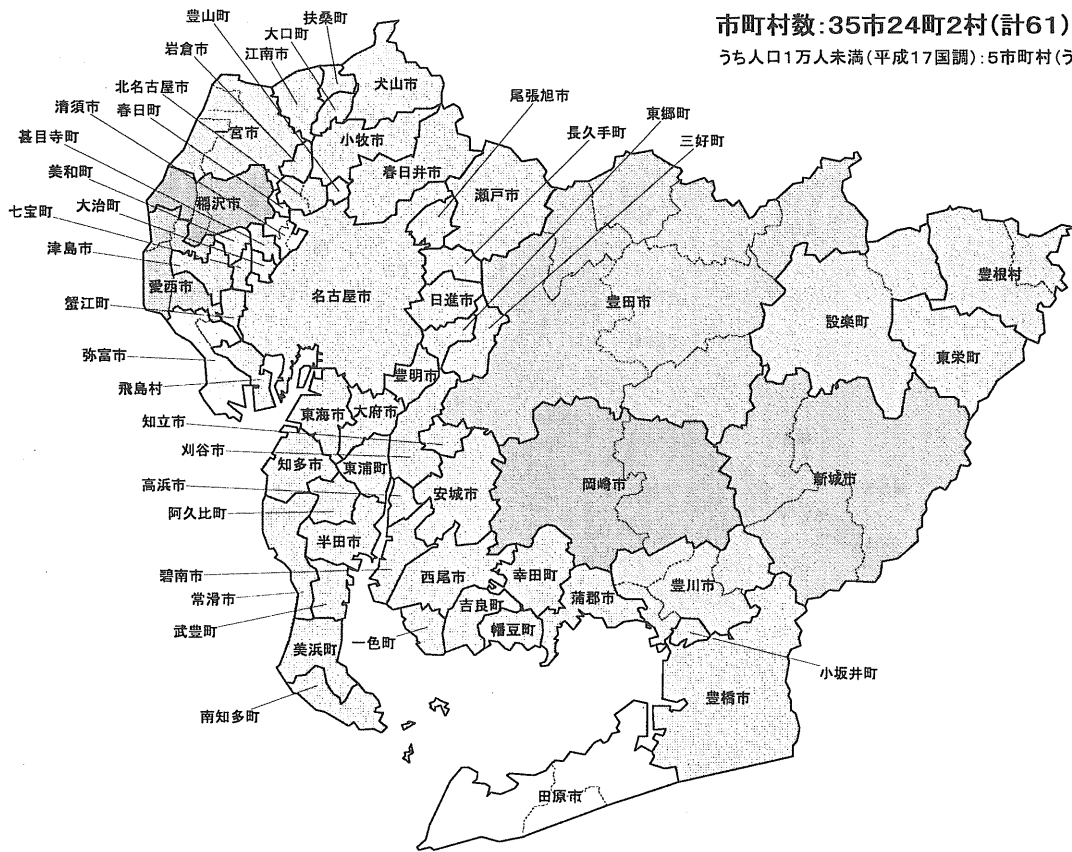 市町村数:35市24町2村(計61)
うち人口1万人未満(平成17国調):5市町村(う
豊山町
扶桑町
大口町
岩倉市
江南市
犬山市
北名古屋市
尾張旭市
東郷町
清須市
春日町
一宮市
小牧市
長久手町
三好町
甚目寺町
春日井市
美和町
瀬戸市
稲沢市
七宝町
大治町
津島市
豊根村
愛西市
名古屋市
日進市
豊田市
蟹江町
設楽町
弥富市
東栄町
豊明市
飛島村
東海市
大府市
知立市
刈谷市
知多市
東浦町
高浜市
安城市
岡崎市
新城市
阿久比町
半田市
碧南市
西尾市
幸田町
豊川市
常滑市
吉良町
蒲郡市
武豊町
幡豆町
一色町
美浜町
小坂井町
豊橋市
南知多町
田原市